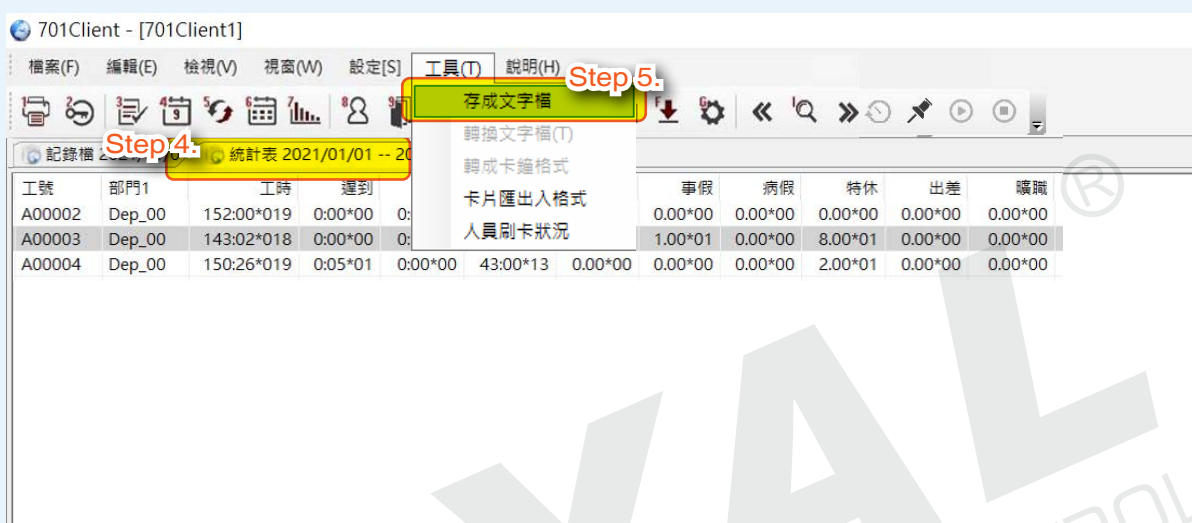 701Client - [701Client1]
檔案(F) 編輯(E) 檢視(V) 視窗(W) 設定[S] 工具(T) 說明(H)
Step 5.
存成文字檔
轉換文字檔(T)
轉成卡鐘格式
卡片匯出入格式
人員刷卡狀況
Step 4.
記錄檔 統計表 2021/01/01 -- 20
工號 部門1 工時 遲到 事假 病假 特休 出差 曠職
A00002 Dep_00 152:00*019 0:00*00 0: 0.00*00 0.00*00 0.00*00 0.00*00 0.00*00
A00003 Dep_00 143:02*018 0:00*00 0: 1.00*01 0.00*00 8.00*01 0.00*00 0.00*00
A00004 Dep_00 150:26*019 0:05*01 0:00*00 43:00*13 0.00*00 0.00*00 0.00*00 2.00*01 0.00*00 0.00*00
®